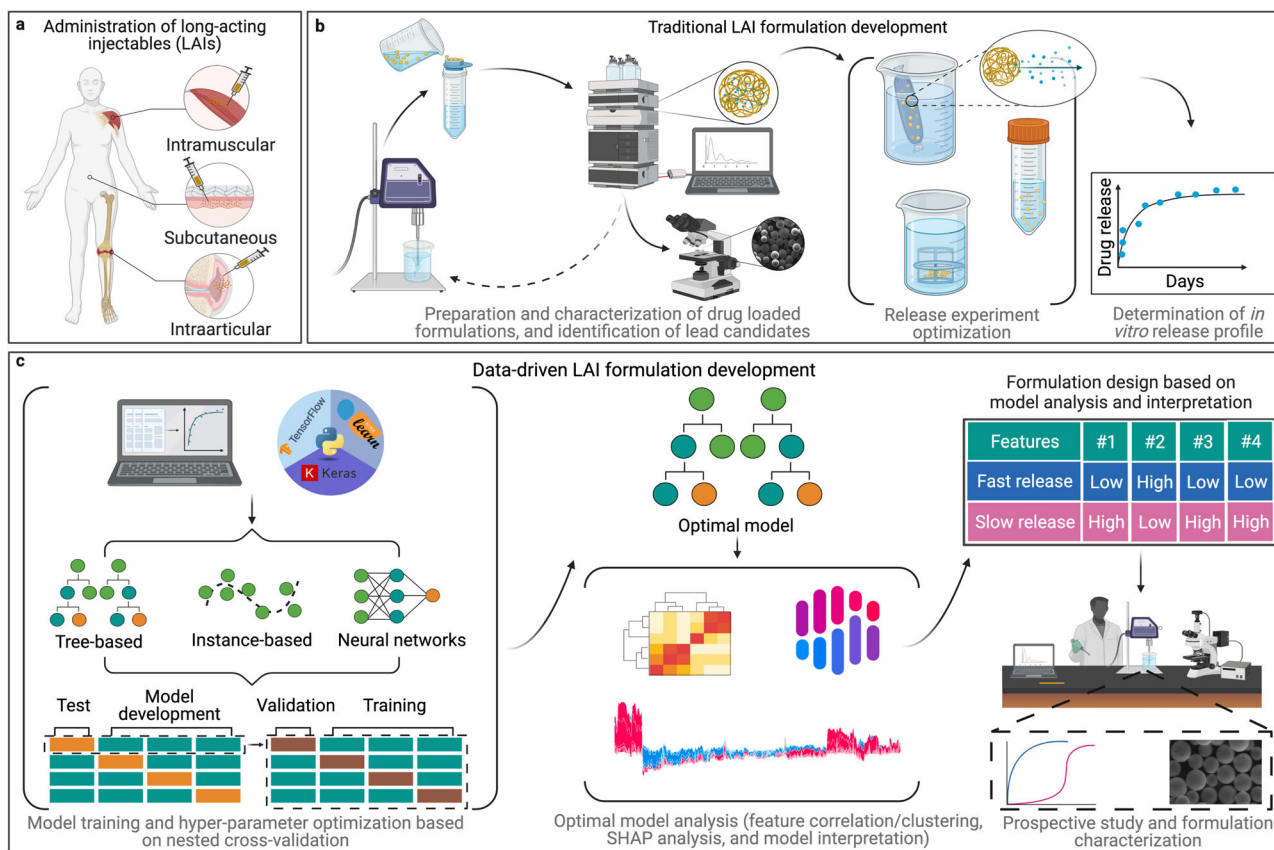 a
Administration of long-acting
injectables (LAIs)
Intramuscular
Subcutaneous
Intraarticular
b
Traditional LAI formulation development
Preparation and characterization of drug loaded
formulations, and identification of lead candidates
Release experiment
optimization
Drug release
Days
Determination of in
vitro release profile
c
Data-driven LAI formulation development
TensorFlow
learn
K Keras
Tree-based
Instance-based
Neural networks
Test
Model
development
Validation
Training
Model training and hyper-parameter optimization based
on nested cross-validation
Optimal model
Optimal model analysis (feature correlation/clustering,
SHAP analysis, and model interpretation)
Formulation design based on
model analysis and interpretation
Features #1 #2 #3 #4
Fast release Low High Low Low
Slow release High Low High High
Prospective study and formulation
characterization